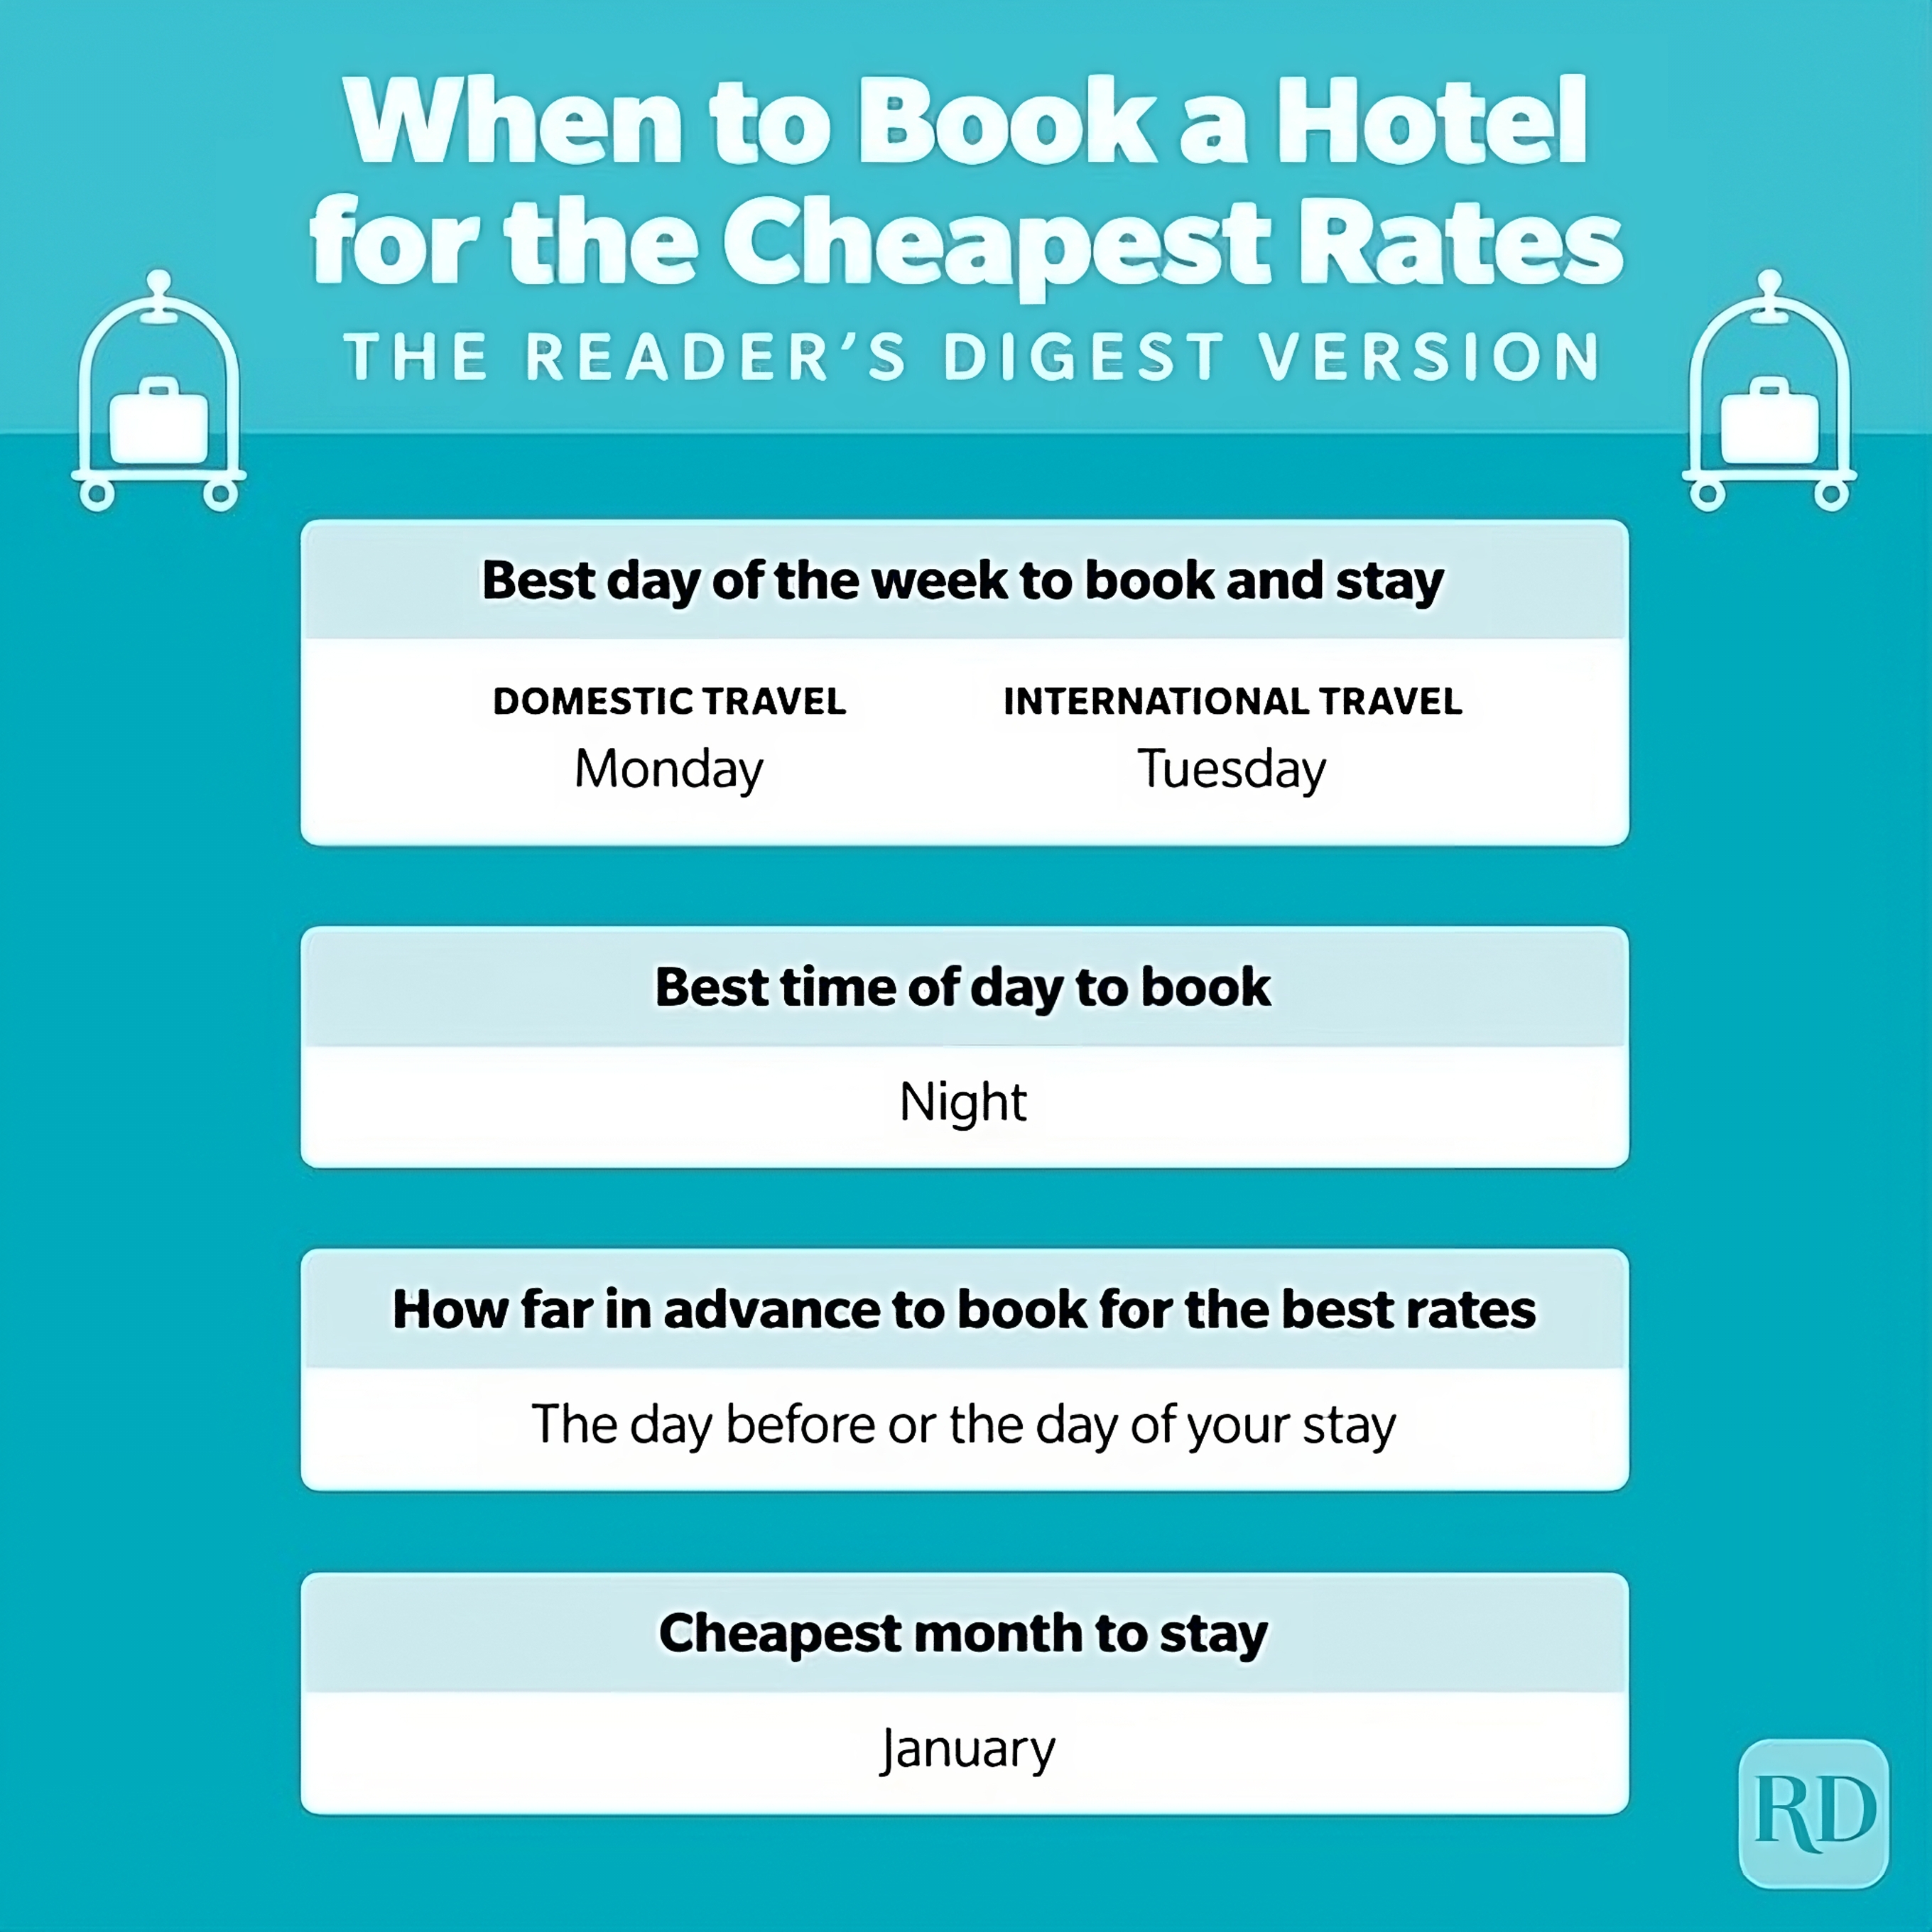 When to Book a Hotel
for the Cheapest Rates
THE READER’S DIGEST VERSION
Best day of the week to book and stay
DOMESTIC TRAVEL
Monday
INTERNATIONAL TRAVEL
Tuesday
Best time of day to book
Night
How far in advance to book for the best rates
The day before or the day of your stay
Cheapest month to stay
January
RD